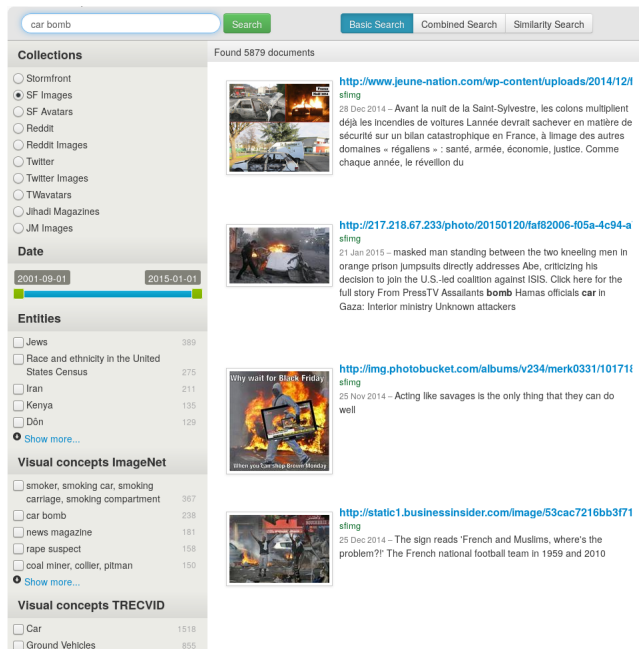 car bomb
Search
Basic Search
Combined Search
Similarity Search
Collections
Stormfront
SF Images
SF Avatars
Reddit
Reddit Images
Twitter
Twitter Images
TWavatars
Jihadi Magazines
JM Images
Date
2001-09-01
2015-01-01
Entities
Jews 389
Race and ethnicity in the United
States Census 275
Iran 211
Kenya 135
Dôn 129
Show more...
Visual concepts ImageNet
smoker, smoking car, smoking
carriage, smoking compartment 367
car bomb 238
news magazine 181
rape suspect 158
coal miner, collier, pitman 150
Show more...
Visual concepts TRECVID
Car 1518
Ground Vehicles 855
Found 5879 documents
http://www.jeune-nation.com/wp-content/uploads/2014/12/
sfimg
28 Dec 2014 – Avant la nuit de la Saint-Sylvestre, les colons multiplient
déjà les incendies de voitures Lannée devrait sachever en matière de
sécurité sur un bilan catastrophique en France, à limage des autres
domaines « régaliens » : santé, armée, économie, justice. Comme
chaque année, le réveillon du
http://217.218.67.233/photo/20150120/faf82006-f05a-4c94-a
sfimg
21 Jan 2015 – masked man standing between the two kneeling men in
orange prison jumpsuits directly addresses Abe, criticizing his
decision to join the U.S.-led coalition against ISIS. Click here for the
full story From PressTV Assailants bomb Hamas officials car in
Gaza: Interior ministry Unknown attackers
Why wait for Black Friday
When you can shop Brown Monday
http://img.photobucket.com/albums/v234/merk0331/101718
sfimg
25 Nov 2014 – Acting like savages is the only thing that they can do
well
http://static1.businessinsider.com/image/53cac7216bb3f71
sfimg
25 Dec 2014 – The sign reads 'French and Muslims, where's the
problem?!' The French national football team in 1959 and 2010